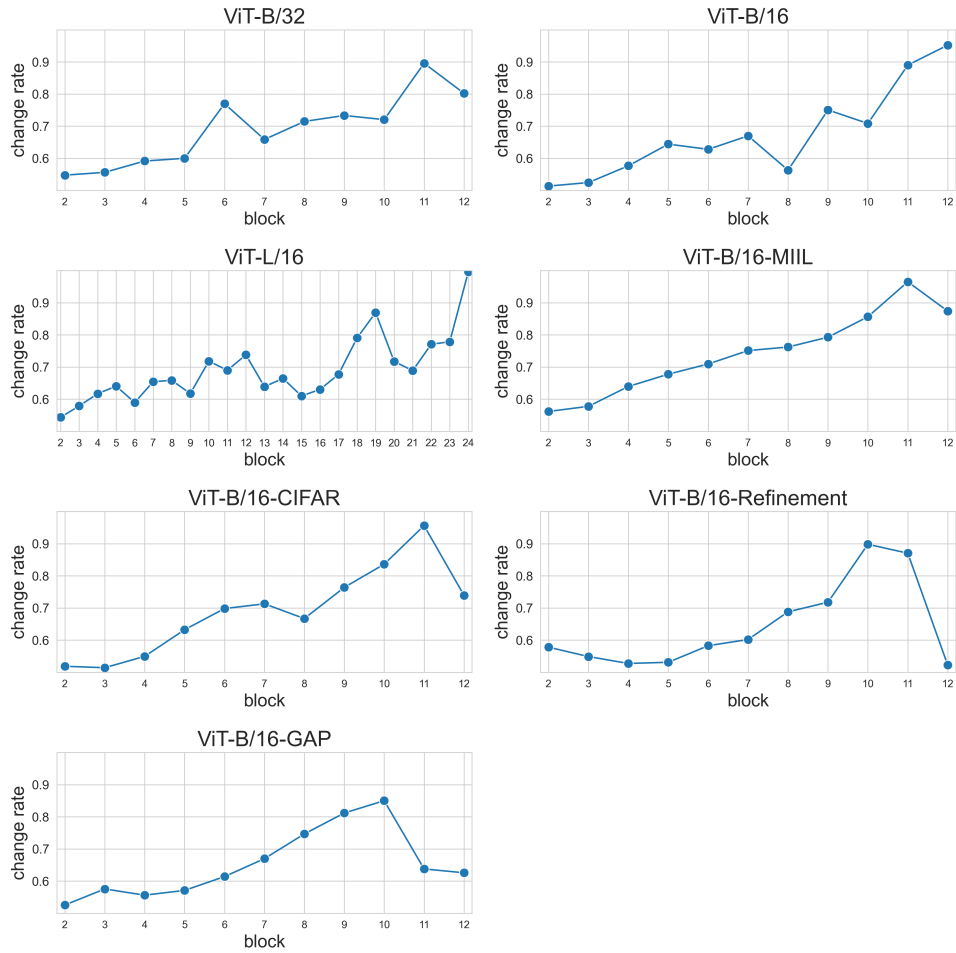 ViT-B/32
change rate
0.9
0.8
0.7
0.6
2 3 4 5 6 7 8 9 10 11 12
block
ViT-B/16
change rate
0.9
0.8
0.7
0.6
2 3 4 5 6 7 8 9 10 11 12
block
ViT-L/16
change rate
0.9
0.8
0.7
0.6
2 3 4 5 6 7 8 9 10 11 12 13 14 15 16 17 18 19 20 21 22 23 24
block
ViT-B/16-MIIL
change rate
0.9
0.8
0.7
0.6
2 3 4 5 6 7 8 9 10 11 12
block
ViT-B/16-CIFAR
change rate
0.9
0.8
0.7
0.6
2 3 4 5 6 7 8 9 10 11 12
block
ViT-B/16-Refinement
change rate
0.9
0.8
0.7
0.6
2 3 4 5 6 7 8 9 10 11 12
block
ViT-B/16-GAP
change rate
0.9
0.8
0.7
0.6
2 3 4 5 6 7 8 9 10 11 12
block